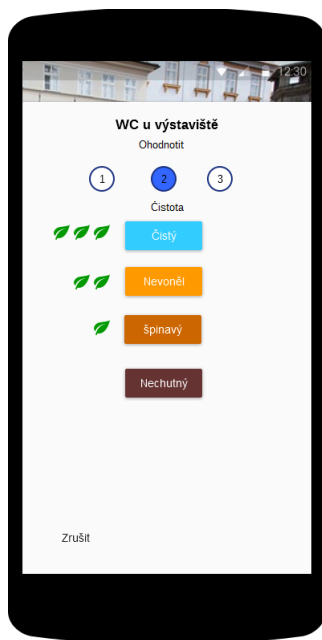 12:30
WC u výstaviště
Ohodnotit
1 2 3
Čistota
Čistý
Nevoněl
špinavý
Nechutný
Zrušit